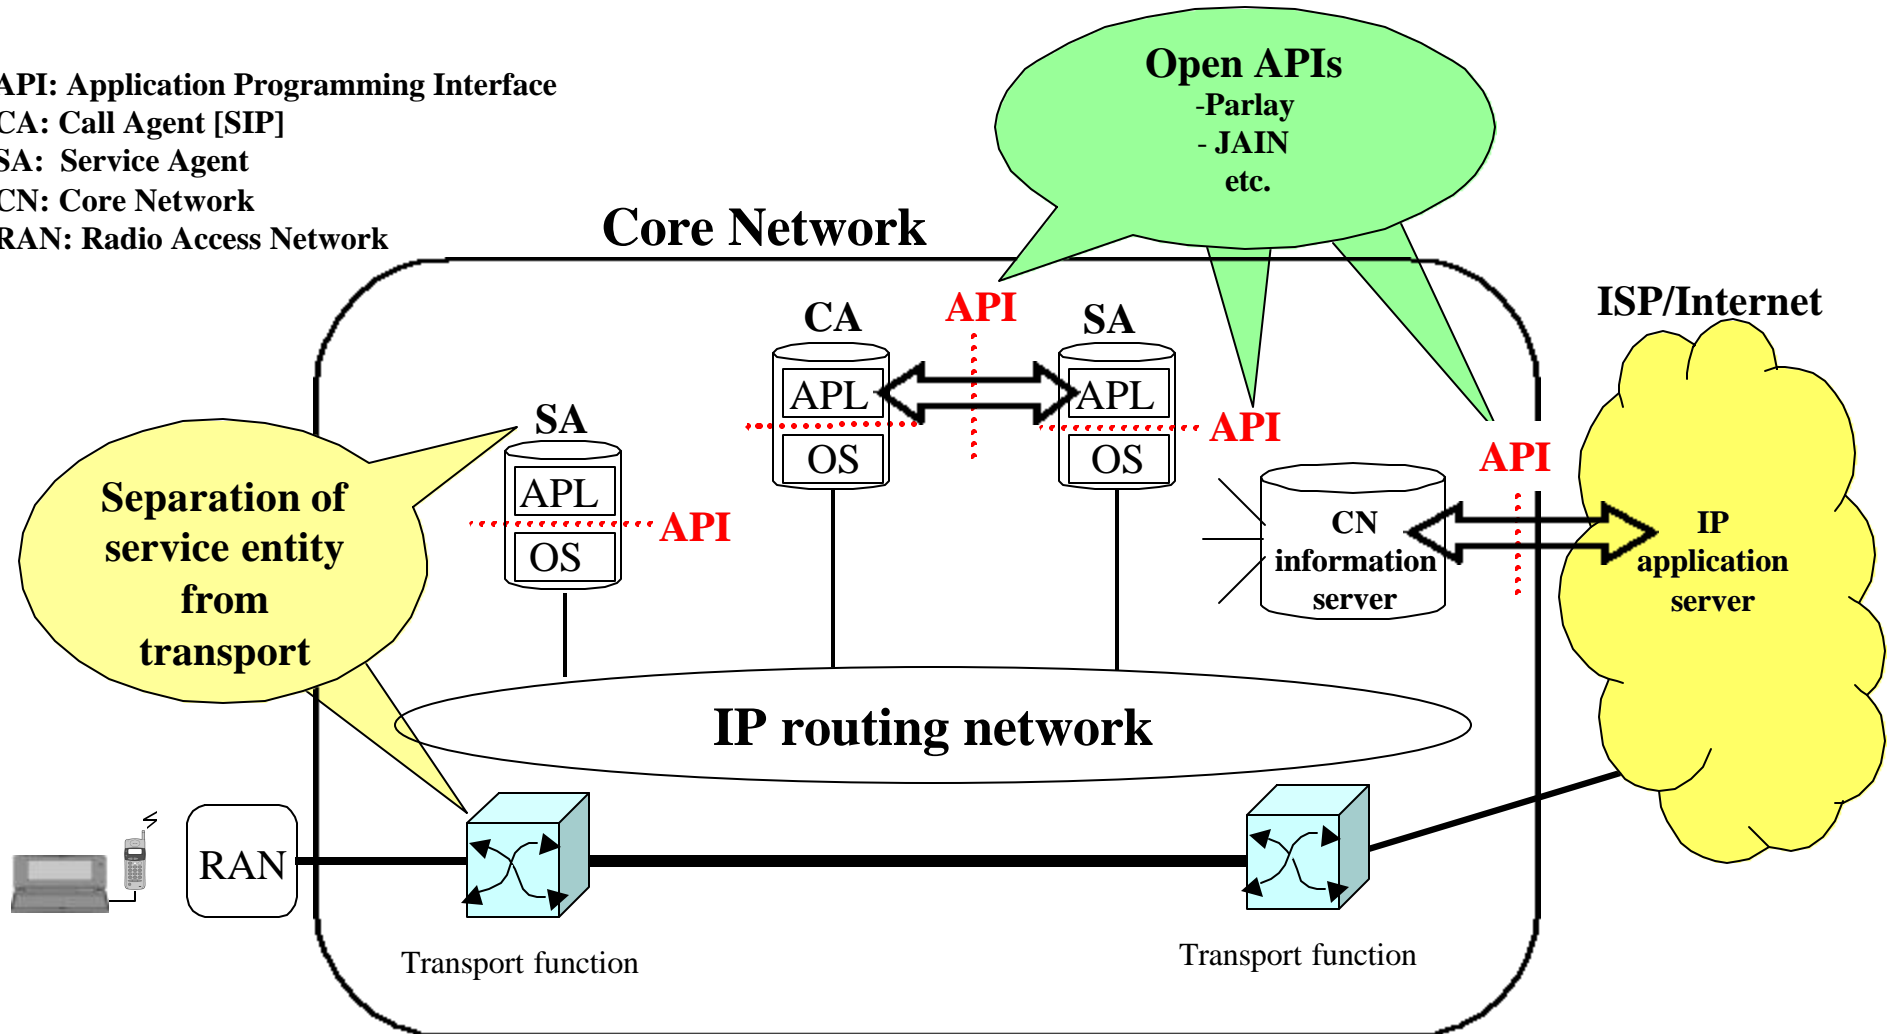 API: Application Programming Interface
CA: Call Agent [SIP]
SA: Service Agent
CN: Core Network
RAN: Radio Access Network
Open APIs
-Parlay
- JAIN
etc.
Core Network
ISP/Internet
CA
API
SA
APL
APL
OS
OS
API
SA
APL
OS
API
API
Separation of
service entity
from
transport
CN
information
server
IP
application
server
IP routing network
RAN
Transport function
Transport function